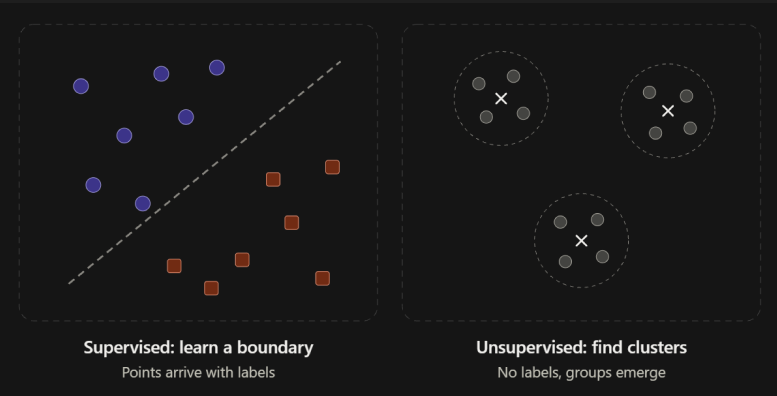 Supervised: learn a boundary
Points arrive with labels
Unsupervised: find clusters
No labels, groups emerge